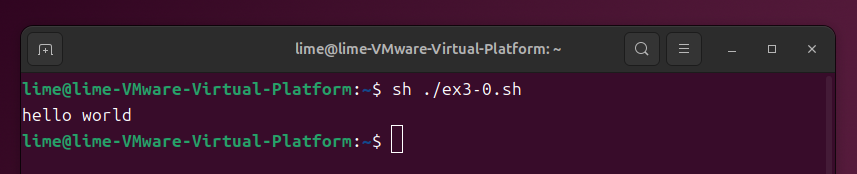 lime@lime-VMware-Virtual-Platform: ~
lime@lime-VMware-Virtual-Platform:~$ sh ./ex3-0.sh
hello world
lime@lime-VMware-Virtual-Platform:~$